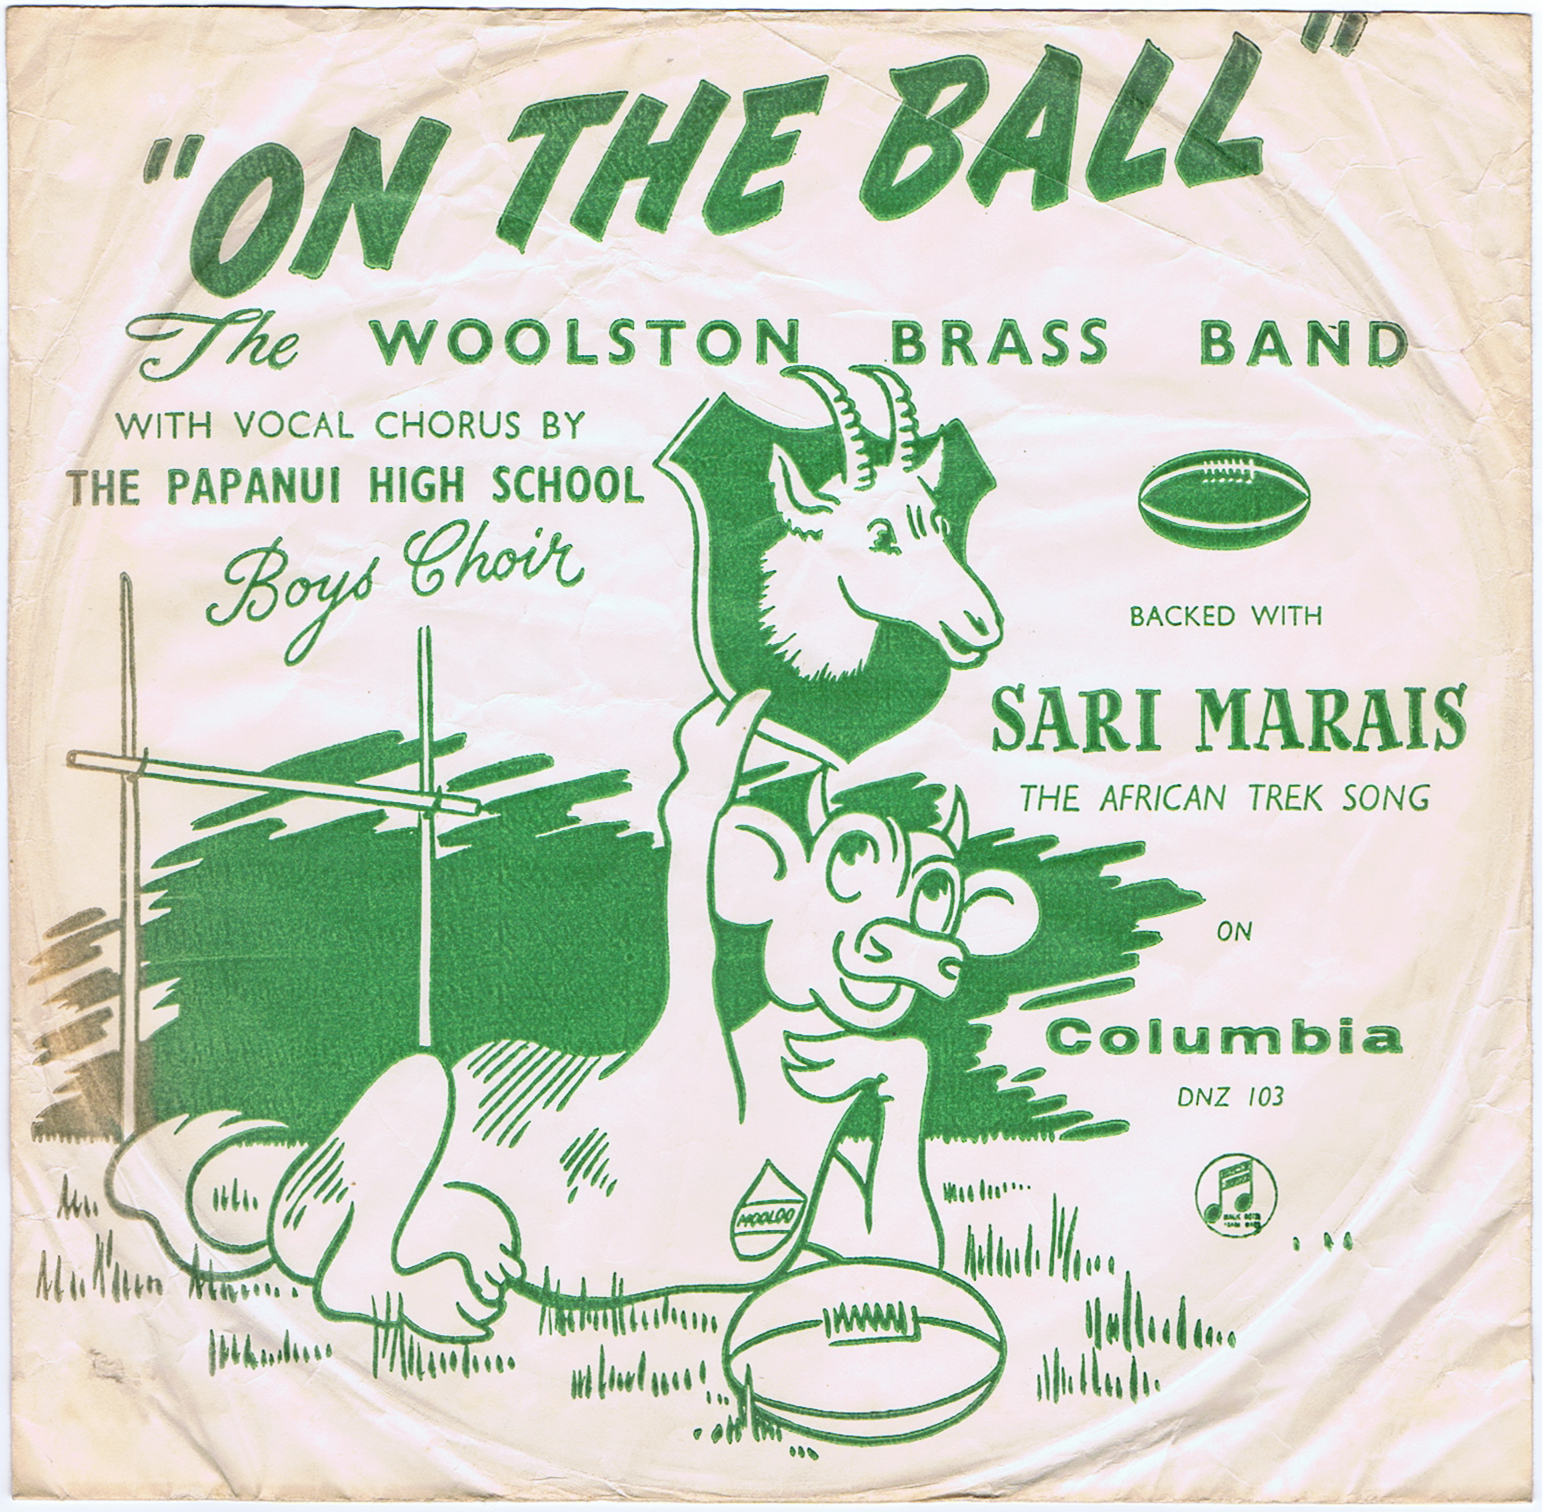 "ON THE BALL"
The WOOLSTON BRASS BAND
WITH VOCAL CHORUS BY
THE PAPANUI HIGH SCHOOL
Boys Choir
BACKED WITH
SARI MARAIS
THE AFRICAN TREK SONG
ON
Columbia
DNZ 103
MOOLOO